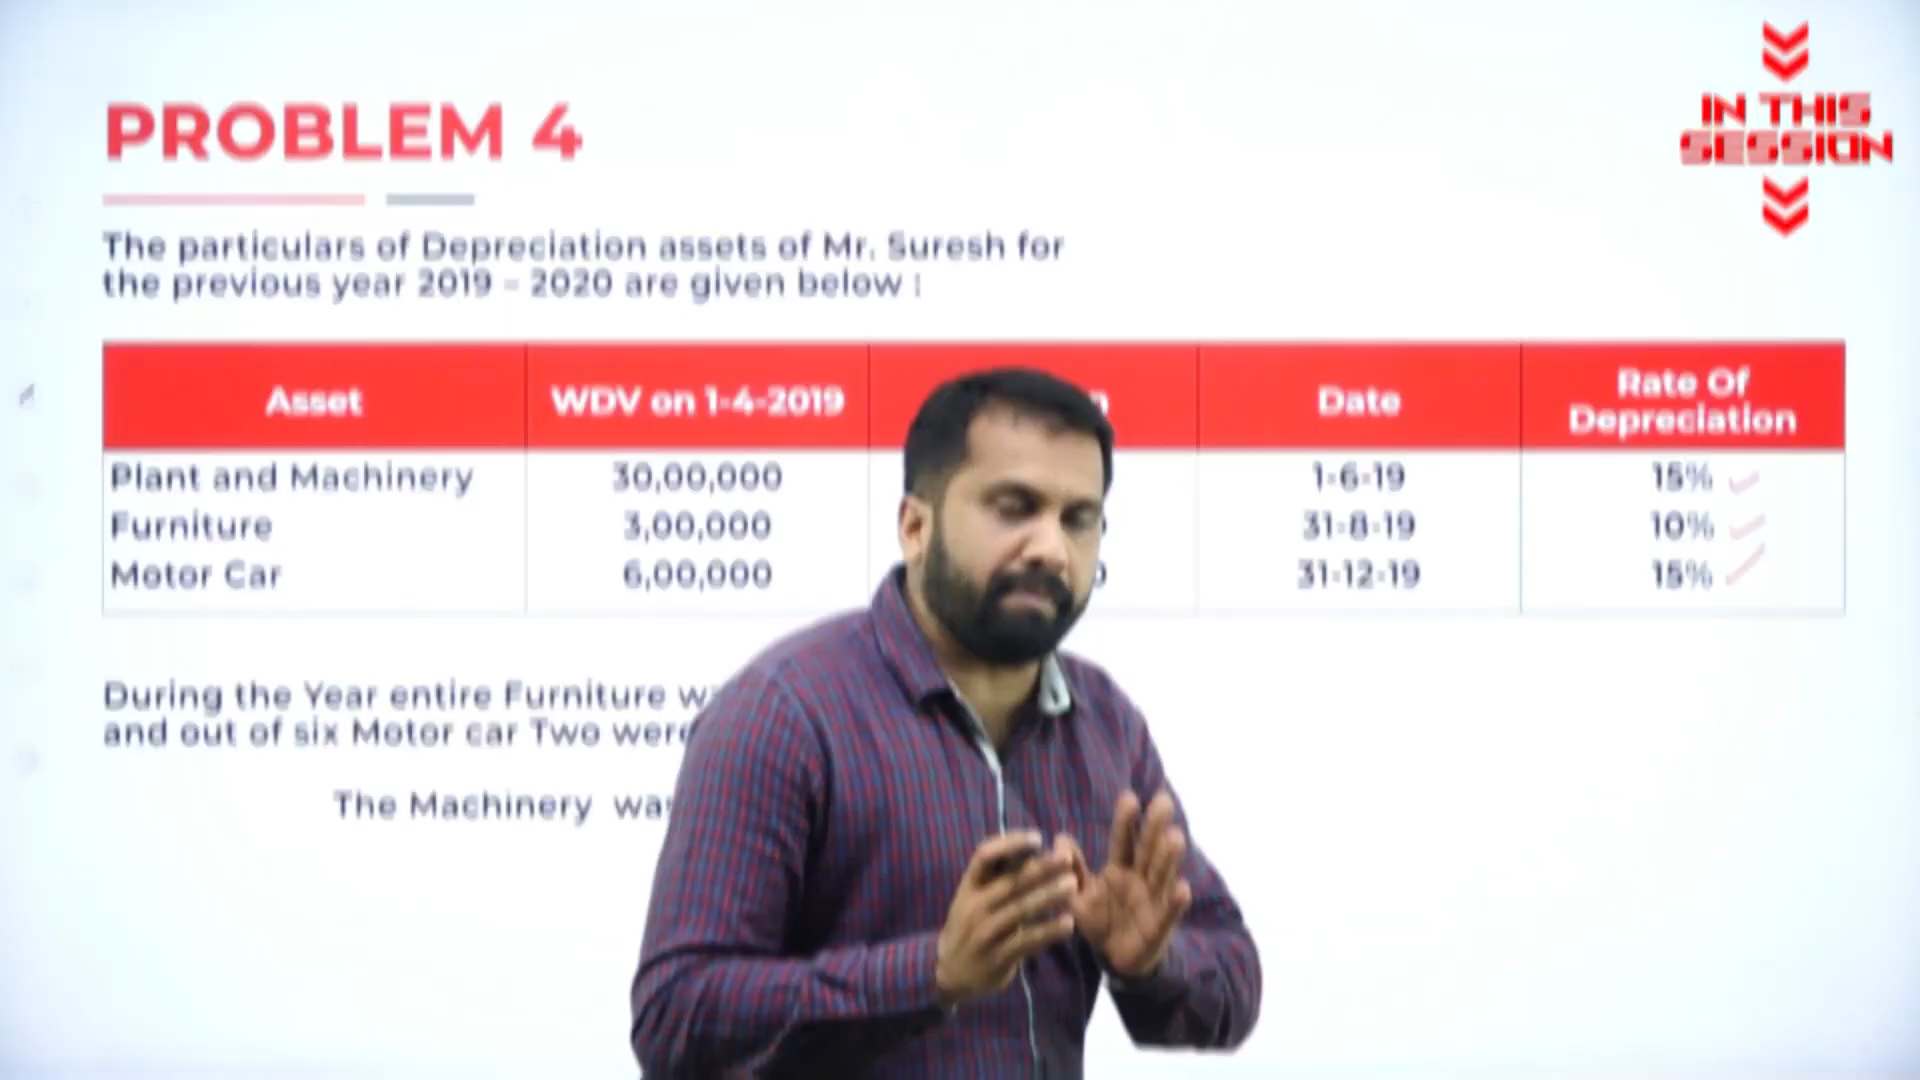 IN THIS
SESSION
PROBLEM 4
The particulars of Depreciation assets of Mr. Suresh for
the previous year 2019 - 2020 are given below :
Asset WDV on 1-4-2019 Date Rate Of Depreciation
Plant and Machinery 30,00,000 1-6-19 15%
Furniture 3,00,000 31-8-19 10%
Motor Car 6,00,000 31-12-19 15%
During the Year entire Furniture
and out of six Motor car Two were
The Machinery was